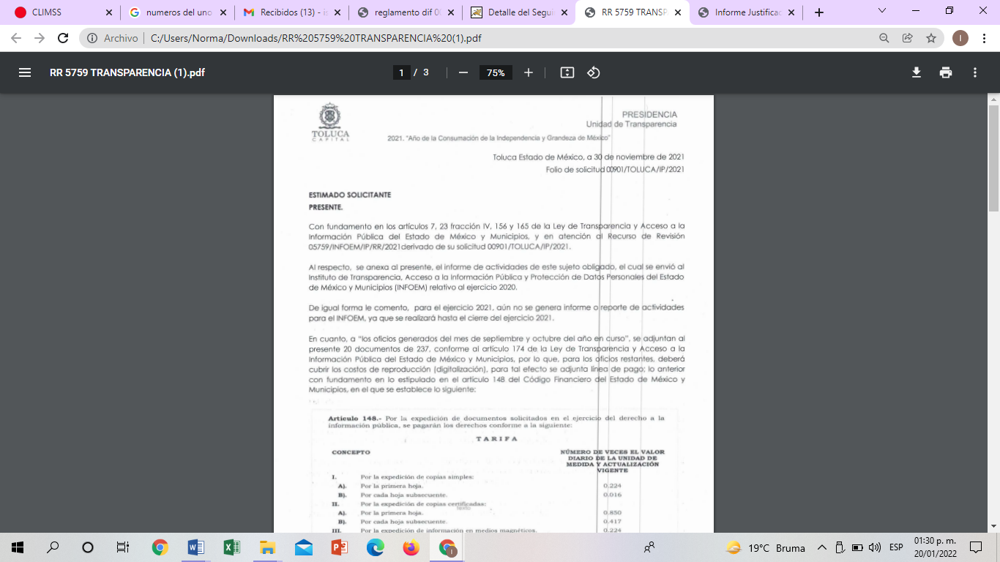 CLIMSS
numeros del uno
Recibidos (13) - is
reglamento dif 00
Detalle del Segui
RR 5759 TRANSPA
Informe Justificac
Archivo
C:/Users/Norma/Downloads/RR%205759%20TRANSPARENCIA%20(1).pdf
I
RR 5759 TRANSPARENCIA (1).pdf
1 / 3
75%
TOLUCA
CAPITAL
PRESIDENCIA
Unidad de Transparencia
2021. "Año de la Consumación de la Independencia y Grandeza de México"
Toluca Estado de México, a 30 de noviembre de 2021
Folio de solicitud 00901/TOLUCA/IP/2021
ESTIMADO SOLICITANTE
PRESENTE.
Con fundamento en los artículos 7, 23 fracción IV, 156 y 165 de la Ley de Transparencia y Acceso a la
Información Pública del Estado de México y Municipios, y en atención al Recurso de Revisión
05759/INFOEM/IP/RR/2021derivado de su solicitud 00901/TOLUCA/IP/2021.
Al respecto, se anexa al presente, el informe de actividades de este sujeto obligado, el cual se envió al
Instituto de Transparencia, Acceso a la Información Pública y Protección de Datos Personales del Estado
de México y Municipios (INFOEM) relativo al ejercicio 2020.
De igual forma le comento, para el ejercicio 2021, aún no se genera informe o reporte de actividades
para el INFOEM, ya que se realizará hasta el cierre del ejercicio 2021.
En cuanto, a "los oficios generados del mes de septiembre y octubre del año en curso", se adjuntan al
presente 20 documentos de 237, conforme al artículo 174 de la Ley de Transparencia y Acceso a la
Información Pública del Estado de México y Municipios, por lo que, para los oficios restantes, deberá
cubrir los costos de reproducción (digitalización), para tal efecto se adjunta línea de pago; lo anterior
con fundamento en lo estipulado en el artículo 148 del Código Financiero del Estado de México y
Municipios, en el que se establece lo siguiente:
Artículo 148.- Por la expedición de documentos solicitados en el ejercicio del derecho a la
información pública, se pagarán los derechos conforme a la siguiente:
TARIFA
CONCEPTO
NÚMERO DE VECES EL VALOR
DIARIO DE LA UNIDAD DE
MEDIDA Y ACTUALIZACIÓN
VIGENTE
I. Por la expedición de copias simples:
A). Por la primera hoja. 0.224
B). Por cada hoja subsecuente. 0.016
II. Por la expedición de copias certificadas:
Texto
A). Por la primera hoja. 0.850
B). Por cada hoja subsecuente. 0.417
III. Por la expedición de información en medios magnéticos. 0.224
19°C Bruma
ESP
01:30 p. m.
20/01/2022